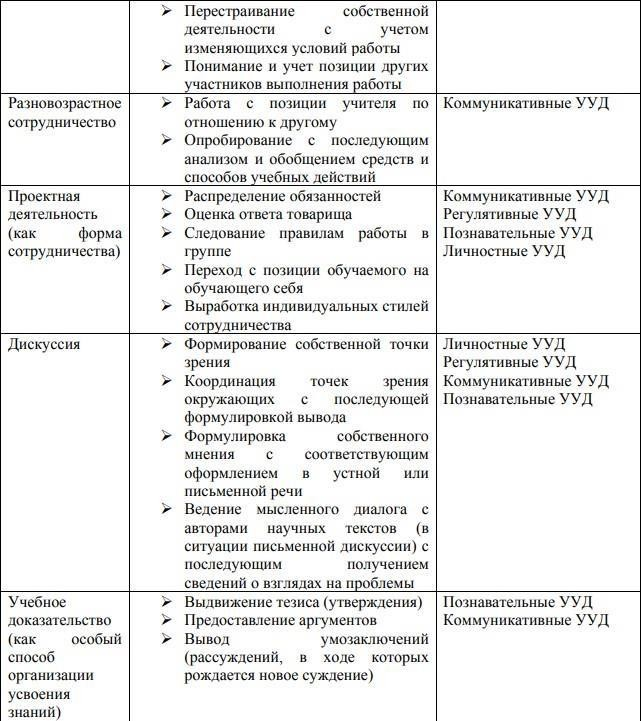 ➢ Перестраивание собственной
деятельности с учетом
изменяющихся условий работы
➢ Понимание и учет позиции других
участников выполнения работы
Разновозрастное
сотрудничество
➢ Работа с позиции учителя по
отношению к другому
➢ Опробирование с последующим
анализом и обобщением средств и
способов учебных действий
Коммуникативные УУД
Проектная
деятельность
(как форма
сотрудничества)
➢ Распределение обязанностей
➢ Оценка ответа товарища
➢ Следование правилам работы в
группе
➢ Переход с позиции обучаемого на
обучающего себя
➢ Выработка индивидуальных стилей
сотрудничества
Коммуникативные УУД
Регулятивные УУД
Познавательные УУД
Личностные УУД
Дискуссия
➢ Формирование собственной точки
зрения
➢ Координация точек зрения
окружающих с последующей
формулировкой вывода
➢ Формулировка собственного
мнения с соответствующим
оформлением в устной или
письменной речи
➢ Ведение мысленного диалога с
авторами научных текстов (в
ситуации письменной дискуссии) с
последующим получением
сведений о взглядах на проблемы
Личностные УУД
Регулятивные УУД
Коммуникативные УУД
Познавательные УУД
Учебное
доказательство
(как особый
способ
организации
усвоения
знаний)
➢ Выдвижение тезиса (утверждения)
➢ Предоставление аргументов
➢ Вывод умозаключений
(рассуждений, в ходе которых
рождается новое суждение)
Познавательные УУД
Коммуникативные УУД